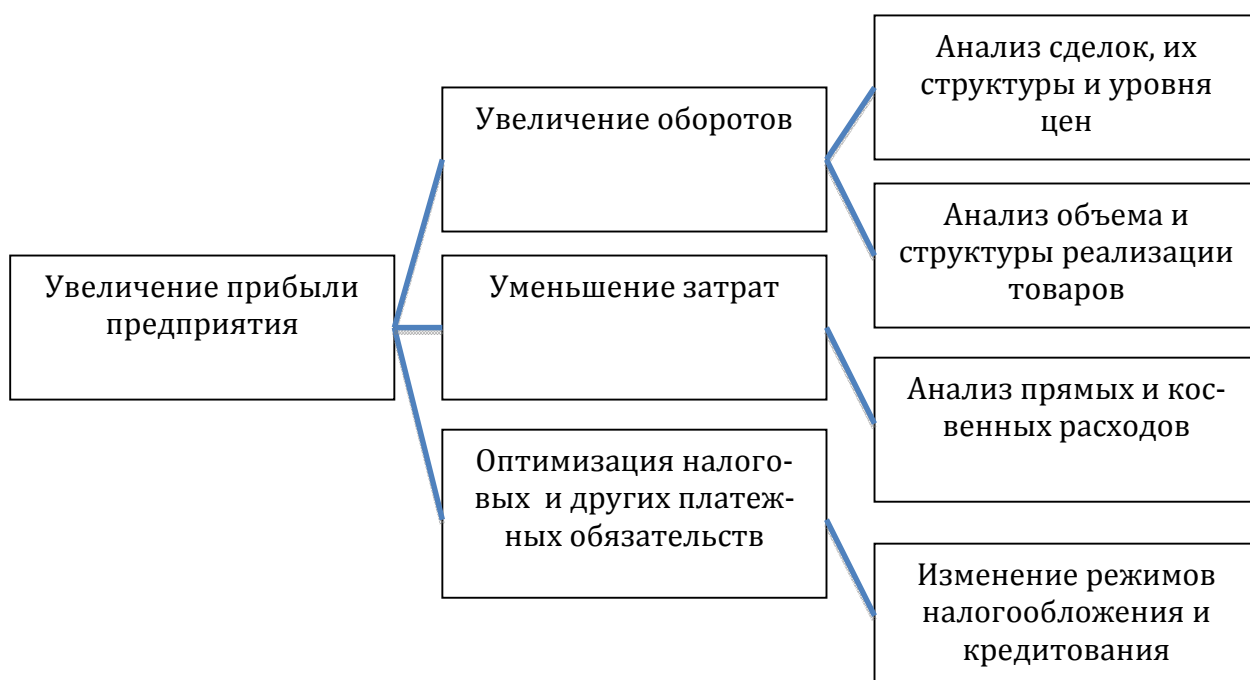 Увеличение прибыли
предприятия
Увеличение оборотов
Уменьшение затрат
Оптимизация налого-
вых  и других платеж-
ных обязательств
Анализ сделок, их
структуры и уровня
цен
Анализ объема и
структуры реализации
товаров
Анализ прямых и кос-
венных расходов
Изменение режимов
налогообложения и
кредитования